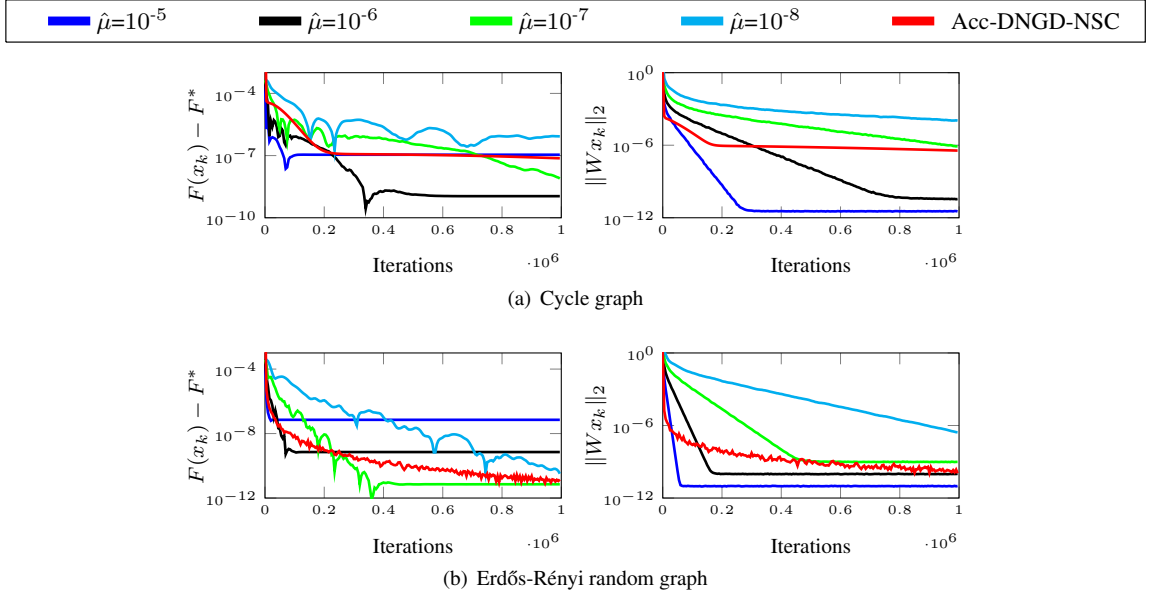 μ̂=10⁻⁵ μ̂=10⁻⁶ μ̂=10⁻⁷ μ̂=10⁻⁸ Acc-DNGD-NSC
F(xₖ) − F*
10⁻⁴
10⁻⁷
10⁻¹⁰
0 0.2 0.4 0.6 0.8 1
·10⁶
Iterations
‖Wxₖ‖₂
10⁰
10⁻⁶
10⁻¹²
0 0.2 0.4 0.6 0.8 1
·10⁶
Iterations
(a) Cycle graph
F(xₖ) − F*
10⁻⁴
10⁻⁸
10⁻¹²
0 0.2 0.4 0.6 0.8 1
·10⁶
Iterations
‖Wxₖ‖₂
10⁰
10⁻⁶
10⁻¹²
0 0.2 0.4 0.6 0.8 1
·10⁶
Iterations
(b) Erdős-Rényi random graph